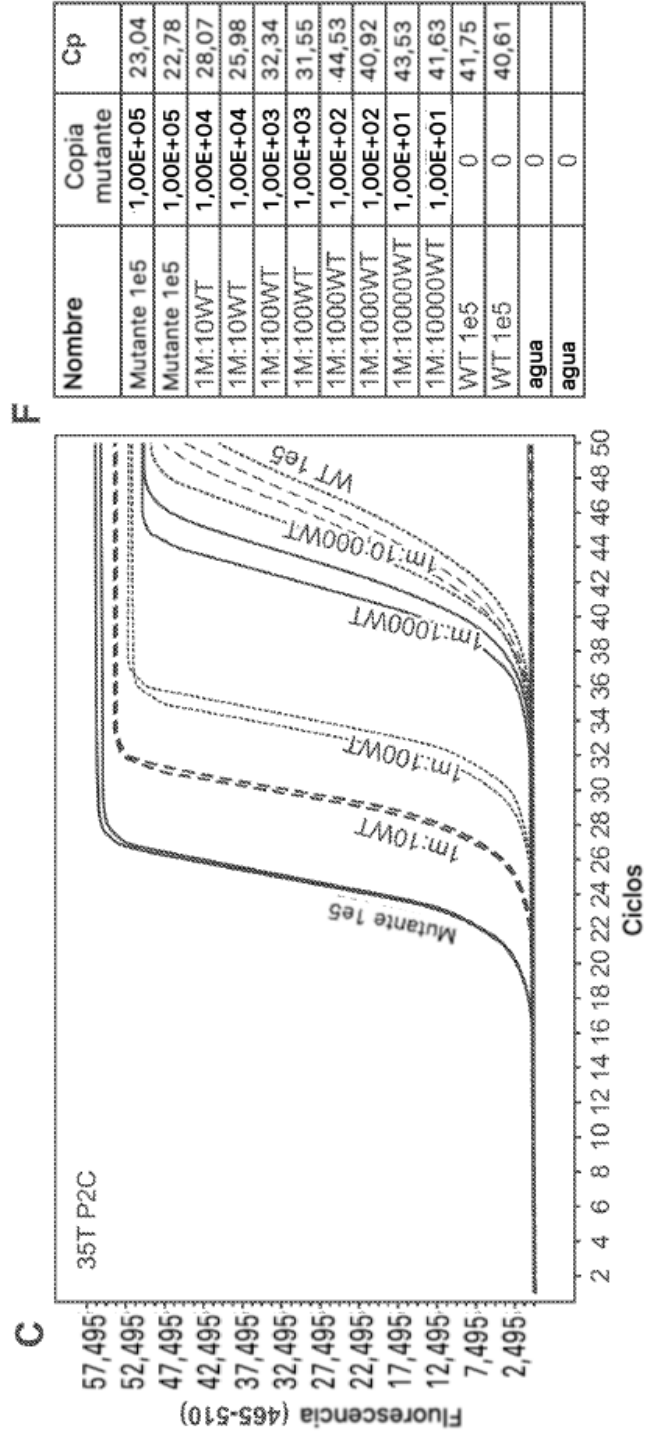 C
Fluorescencia (465-510)
57,495
52,495
47,495
42,495
37,495
32,495
27,495
22,495
17,495
12,495
7,495
2,495
35T P2C
Mutante 1e5
1m:10WT
1m:100WT
1m:1000WT
1m:10,000WT
WT 1e5
2 4 6 8 10 12 14 16 18 20 22 24 26 28 30 32 34 36 38 40 42 44 46 48 50
Ciclos
F
Nombre Copia mutante Cp
Mutante 1e5 1,00E+05 23,04
Mutante 1e5 1,00E+05 22,78
1M:10WT 1,00E+04 28,07
1M:10WT 1,00E+04 25,98
1M:100WT 1,00E+03 32,34
1M:100WT 1,00E+03 31,55
1M:1000WT 1,00E+02 44,53
1M:1000WT 1,00E+02 40,92
1M:10000WT 1,00E+01 43,53
1M:10000WT 1,00E+01 41,63
WT 1e5 0 41,75
WT 1e5 0 40,61
agua 0
agua 0